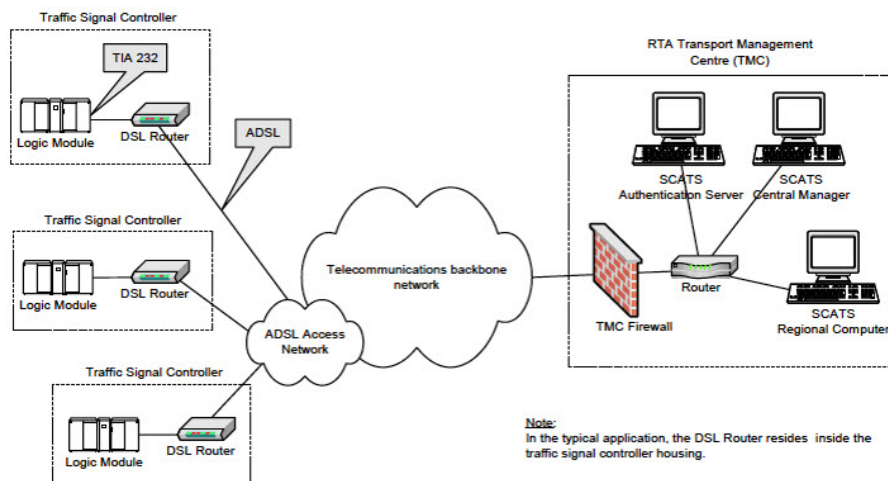 Traffic Signal Controller
TIA 232
Logic Module
DSL Router
ADSL
Traffic Signal Controller
Logic Module
DSL Router
Traffic Signal Controller
Logic Module
DSL Router
ADSL Access
Network
Telecommunications backbone
network
RTA Transport Management
Centre (TMC)
SCATS
Authentication Server
SCATS
Central Manager
Router
TMC Firewall
SCATS
Regional Computer
Note:
In the typical application, the DSL Router resides inside the
traffic signal controller housing.